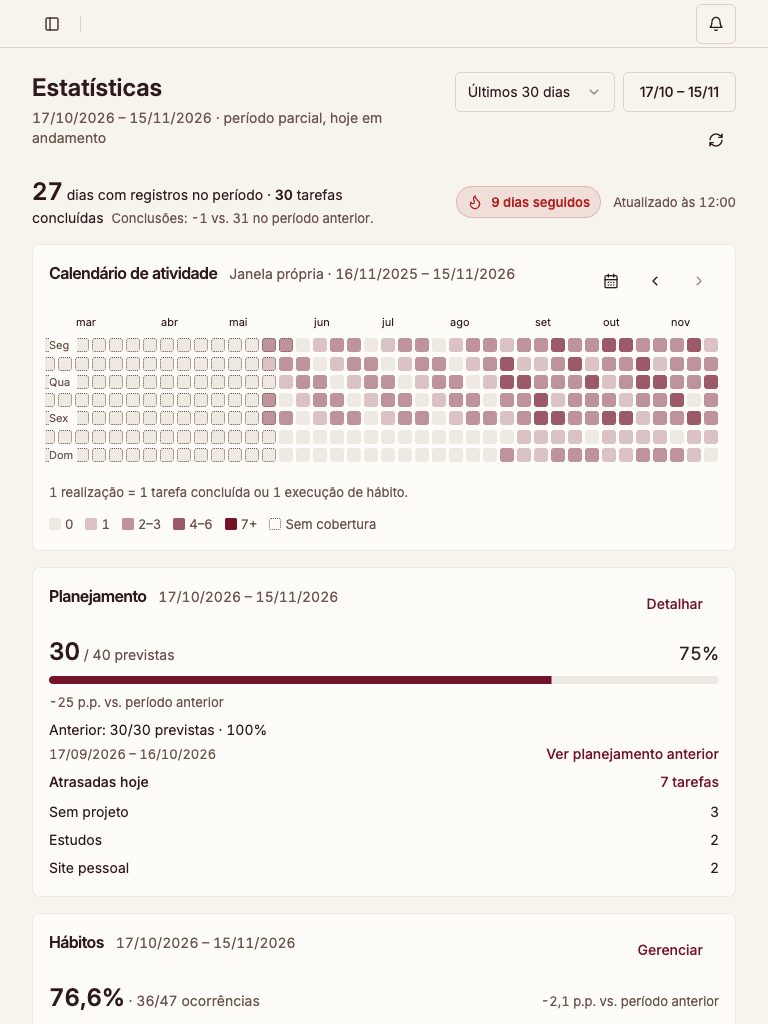 Estatísticas
Últimos 30 dias
17/10 – 15/11
17/10/2026 – 15/11/2026 · período parcial, hoje em
andamento
27 dias com registros no período · 30 tarefas
concluídas Conclusões: -1 vs. 31 no período anterior.
9 dias seguidos
Atualizado às 12:00
Calendário de atividade Janela própria · 16/11/2025 – 15/11/2026
mar abr mai jun jul ago set out nov
Seg
Qua
Sex
Dom
1 realização = 1 tarefa concluída ou 1 execução de hábito.
0 1 2–3 4–6 7+ Sem cobertura
Planejamento 17/10/2026 – 15/11/2026
Detalhar
30 / 40 previstas 75%
-25 p.p. vs. período anterior
Anterior: 30/30 previstas · 100%
17/09/2026 – 16/10/2026 Ver planejamento anterior
Atrasadas hoje 7 tarefas
Sem projeto 3
Estudos 2
Site pessoal 2
Hábitos 17/10/2026 – 15/11/2026
Gerenciar
76,6% · 36/47 ocorrências -2,1 p.p. vs. período anterior